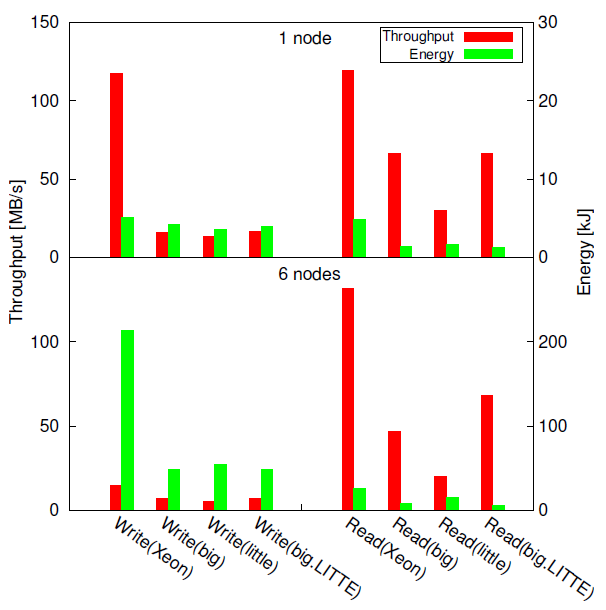 150
30
1 node
Throughput
Energy
100
20
50
10
0
0
6 nodes
100
200
50
100
0
0
Throughput [MB/s]
Energy [kJ]
Write(Xeon)
Write(big)
Write(little)
Write(big.LITTE)
Read(Xeon)
Read(big)
Read(little)
Read(big.LITTE)